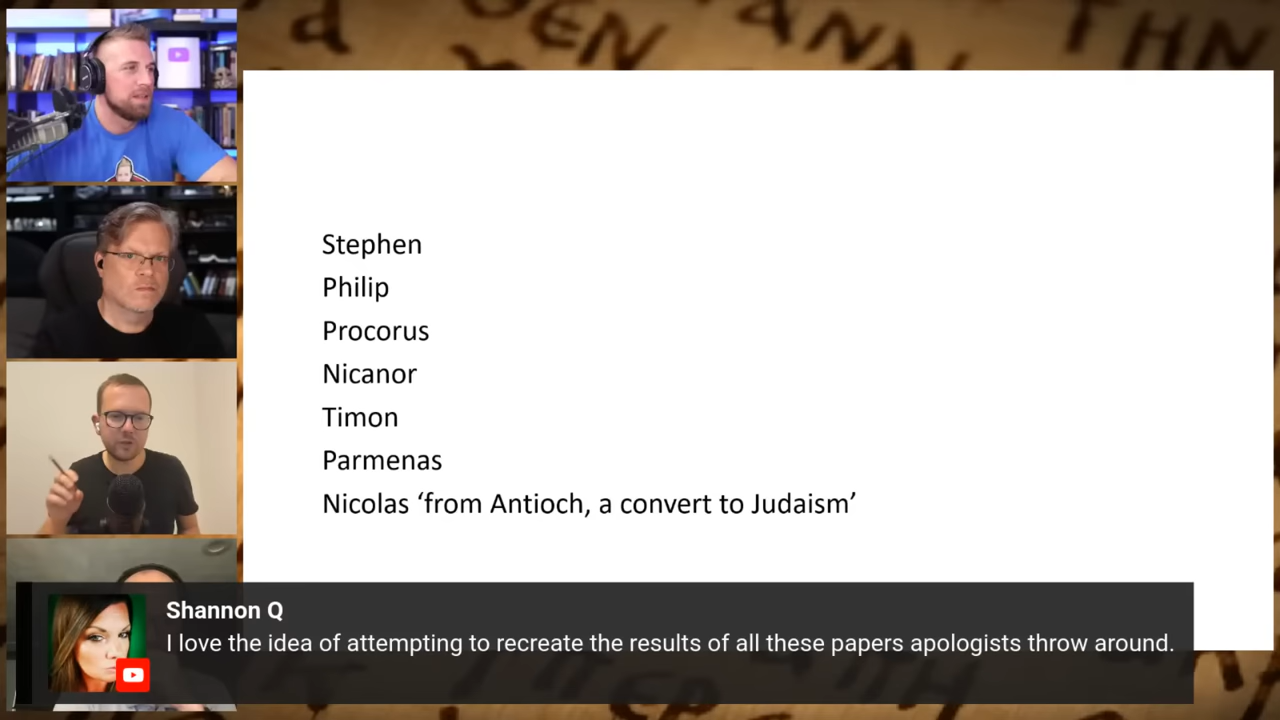 Stephen
Philip
Procorus
Nicanor
Timon
Parmenas
Nicolas ‘from Antioch, a convert to Judaism’
Shannon Q
I love the idea of attempting to recreate the results of all these papers apologists throw around.